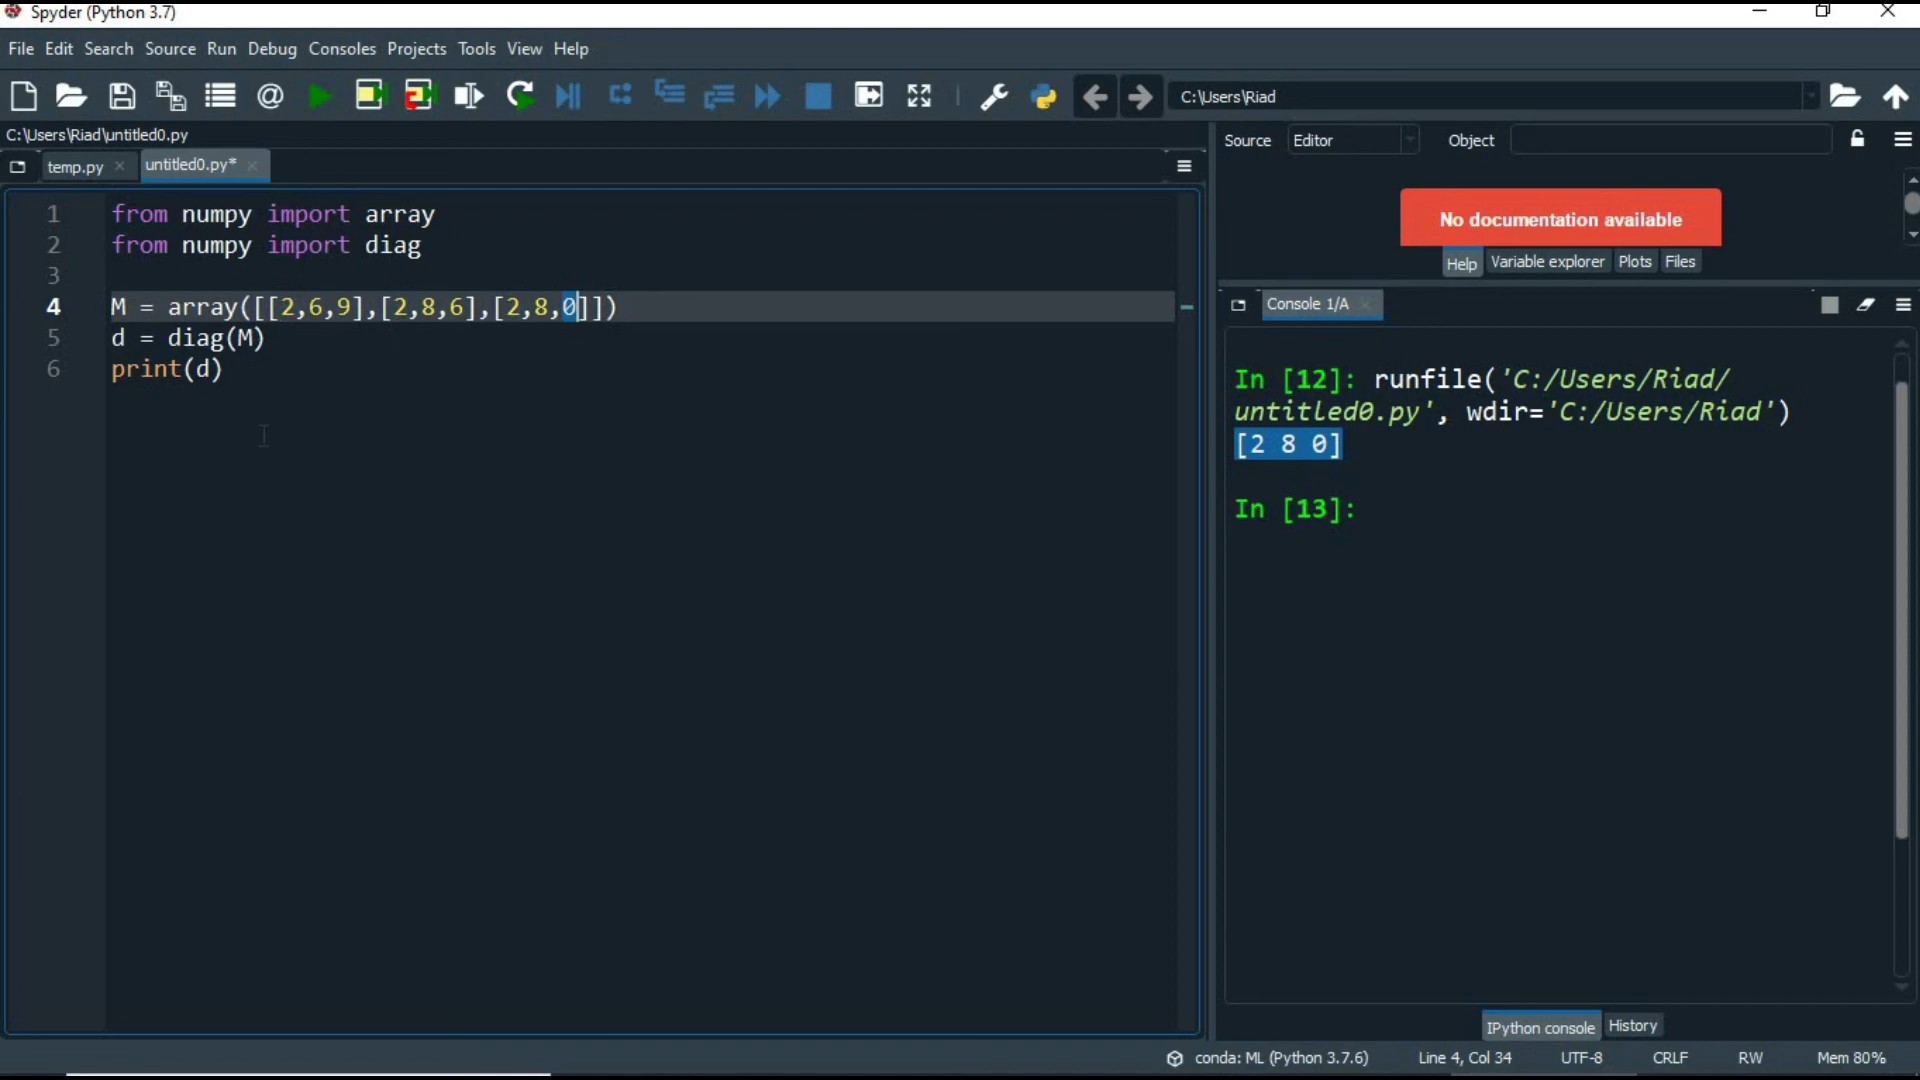 Spyder (Python 3.7)
File Edit Search Source Run Debug Consoles Projects Tools View Help
C:\Users\Riad
C:\Users\Riad\untitled0.py
temp.py
untitled0.py*
1 from numpy import array
2 from numpy import diag
3
4 M = array([[2,6,9],[2,8,6],[2,8,0]])
5 d = diag(M)
6 print(d)
Source Editor Object
No documentation available
Help Variable explorer Plots Files
Console 1/A
In [12]: runfile('C:/Users/Riad/
untitled0.py', wdir='C:/Users/Riad')
[2 8 0]
In [13]:
IPython console History
conda: ML (Python 3.7.6) Line 4, Col 34 UTF-8 CRLF RW Mem 80%